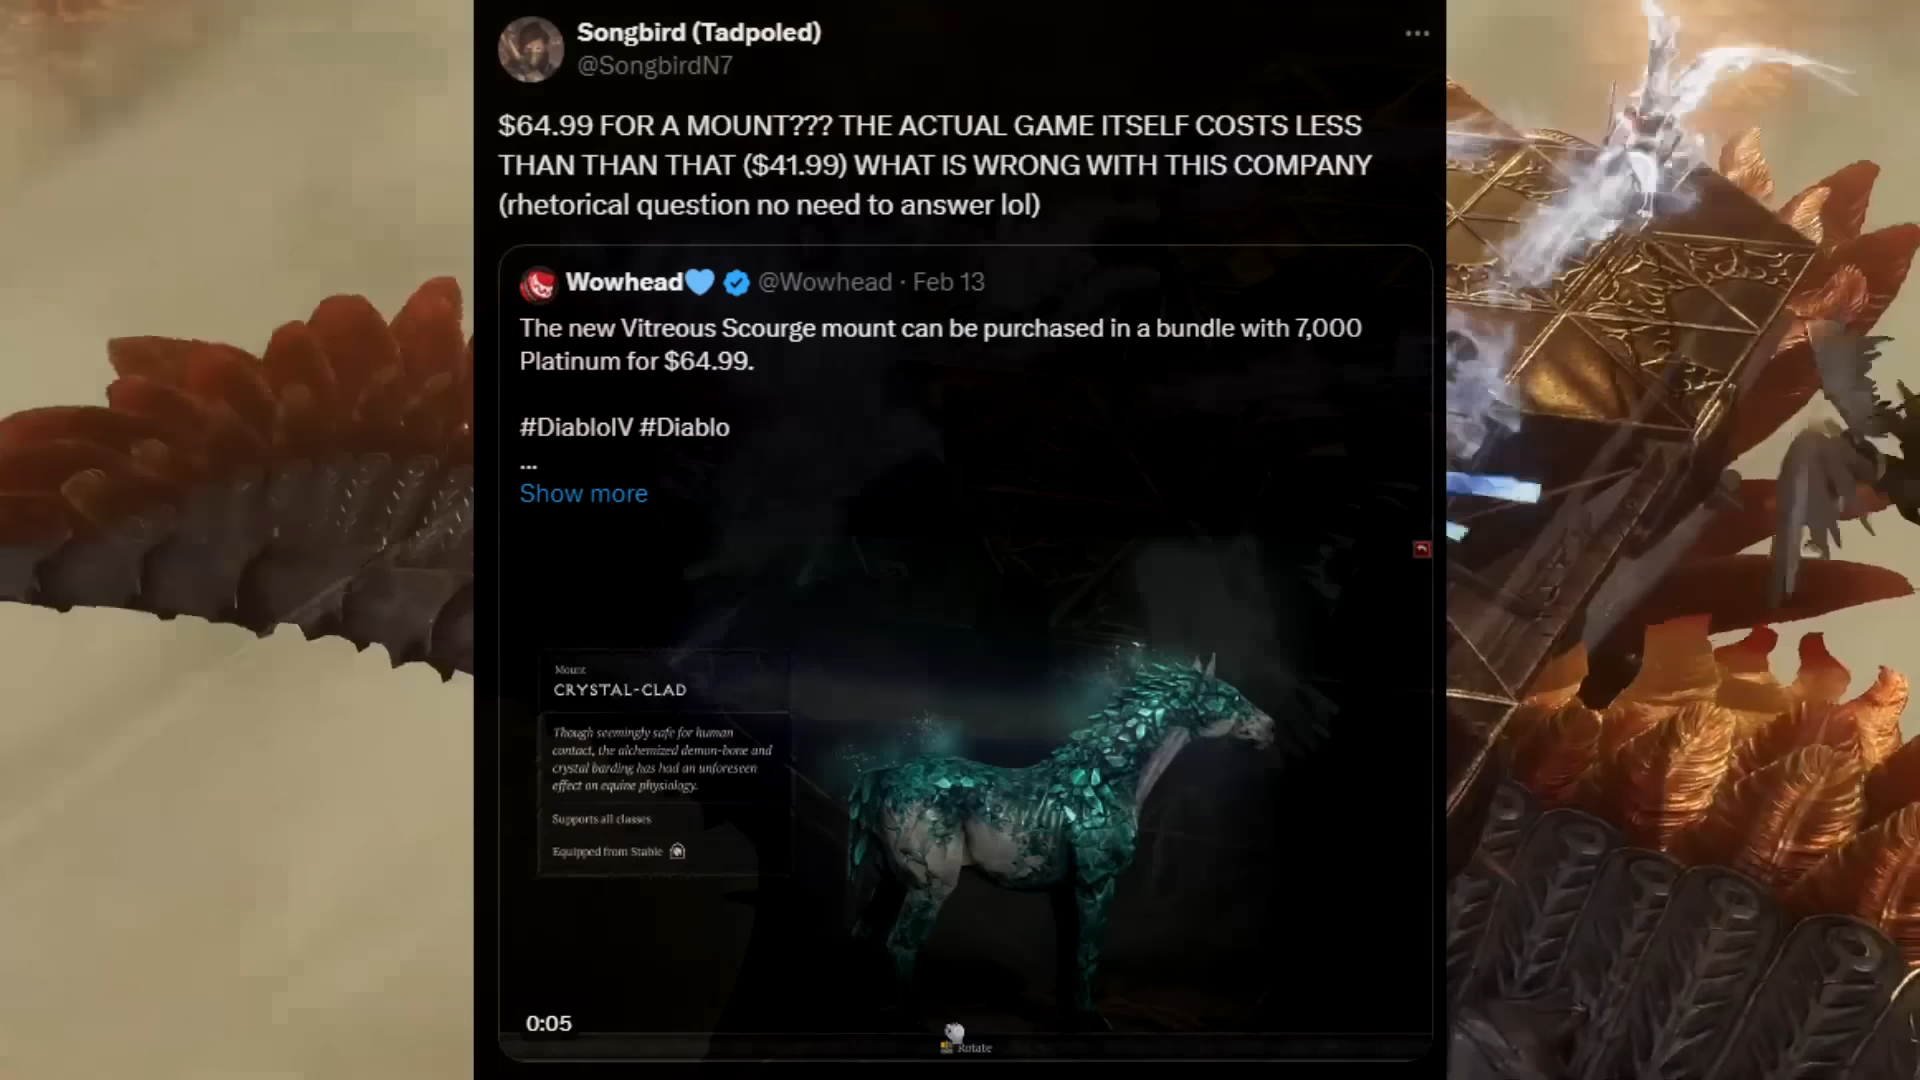 Songbird (Tadpoled)
@SongbirdN7
$64.99 FOR A MOUNT??? THE ACTUAL GAME ITSELF COSTS LESS
THAN THAN THAT ($41.99) WHAT IS WRONG WITH THIS COMPANY
(rhetorical question no need to answer lol)
Wowhead💙 @Wowhead · Feb 13
The new Vitreous Scourge mount can be purchased in a bundle with 7,000
Platinum for $64.99.
#DiabloIV #Diablo
...
Show more
Mount
CRYSTAL-CLAD
Though seemingly safe for human
contact, the alchemized demon-bone and
crystal barding has had an unforeseen
effect on equine physiology.
Supports all classes
Equipped from Stable
0:05
Rotate